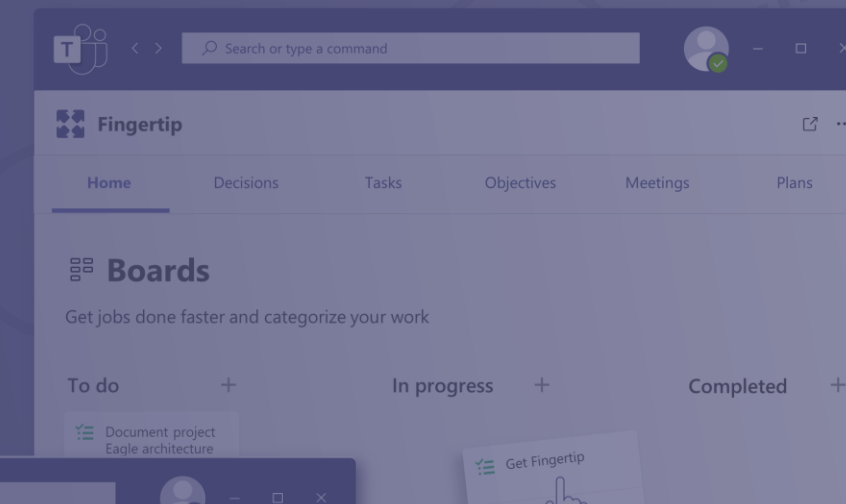 T
Search or type a command
Fingertip
Home Decisions Tasks Objectives Meetings Plans
Boards
Get jobs done faster and categorize your work
To do In progress Completed
Document project
Eagle architecture
Get Fingertip